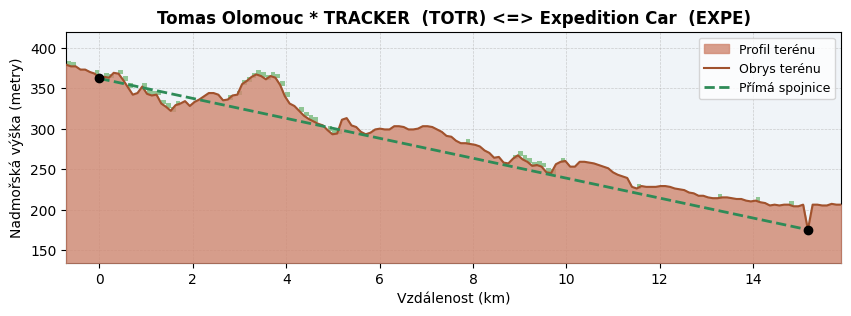 Tomas Olomouc * TRACKER  (TOTR) <=> Expedition Car  (EXPE)
Nadmořská výška (metry)
400
350
300
250
200
150
Profil terénu
Obrys terénu
Přímá spojnice
0 2 4 6 8 10 12 14
Vzdálenost (km)